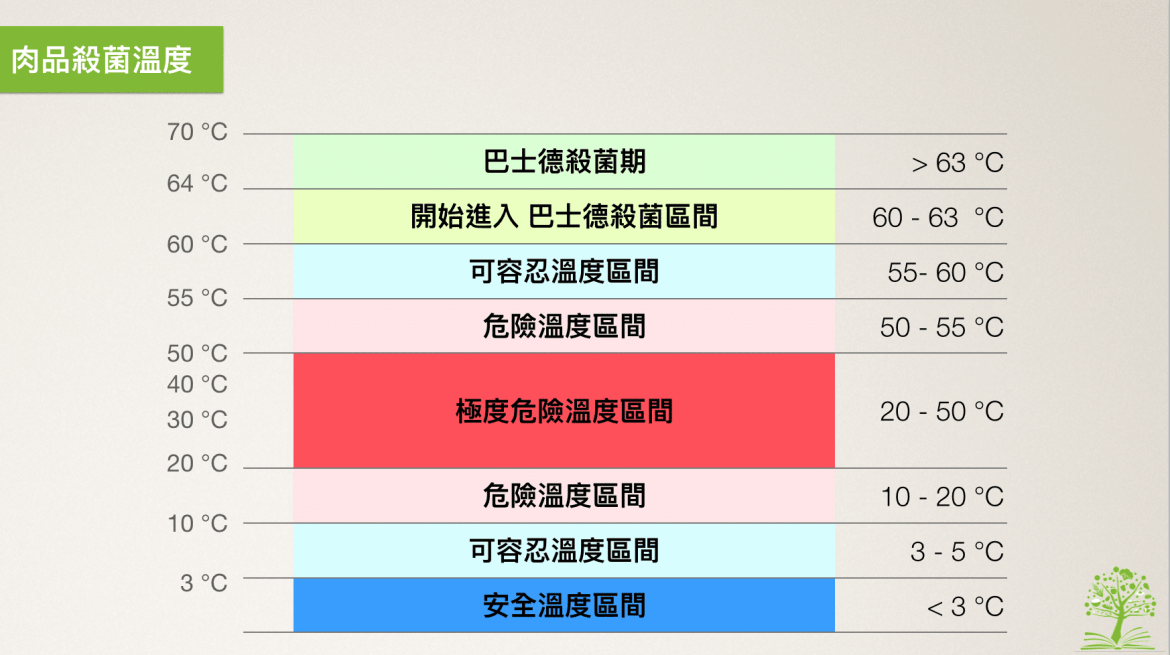 肉品殺菌溫度
70 °C
巴士德殺菌期 > 63 °C
64 °C
開始進入 巴士德殺菌區間 60 - 63 °C
60 °C
可容忍溫度區間 55- 60 °C
55 °C
危險溫度區間 50 - 55 °C
50 °C
40 °C
極度危險溫度區間 20 - 50 °C
30 °C
20 °C
危險溫度區間 10 - 20 °C
10 °C
可容忍溫度區間 3 - 5 °C
3 °C
安全溫度區間 < 3 °C